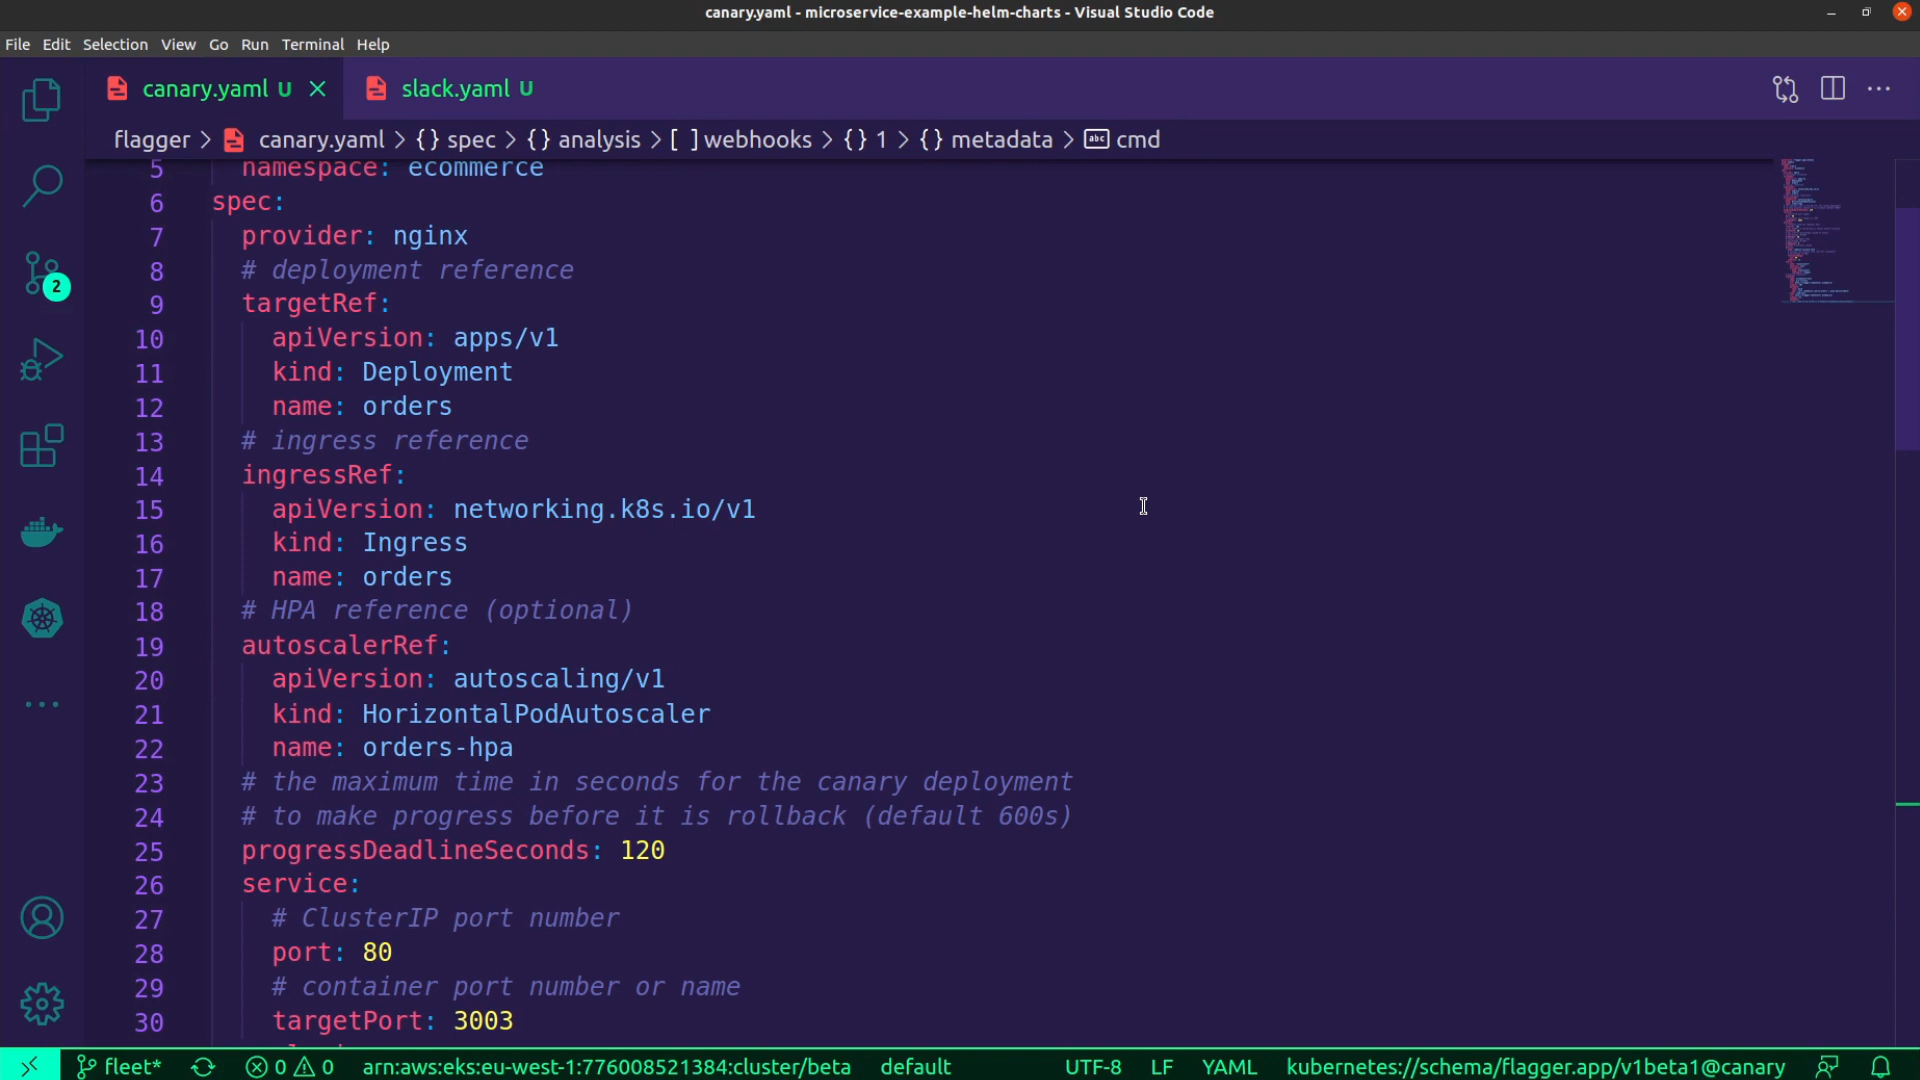 canary.yaml - microservice-example-helm-charts - Visual Studio Code
File Edit Selection View Go Run Terminal Help
canary.yaml U slack.yaml U
flagger > canary.yaml > {} spec > {} analysis > [ ] webhooks > {} 1 > {} metadata > abc cmd
5 namespace: ecommerce
6 spec:
7 provider: nginx
8 # deployment reference
9 targetRef:
10 apiVersion: apps/v1
11 kind: Deployment
12 name: orders
13 # ingress reference
14 ingressRef:
15 apiVersion: networking.k8s.io/v1
16 kind: Ingress
17 name: orders
18 # HPA reference (optional)
19 autoscalerRef:
20 apiVersion: autoscaling/v1
21 kind: HorizontalPodAutoscaler
22 name: orders-hpa
23 # the maximum time in seconds for the canary deployment
24 # to make progress before it is rollback (default 600s)
25 progressDeadlineSeconds: 120
26 service:
27 # ClusterIP port number
28 port: 80
29 # container port number or name
30 targetPort: 3003
2
fleet* 0 0 arn:aws:eks:eu-west-1:776008521384:cluster/beta default UTF-8 LF YAML kubernetes://schema/flagger.app/v1beta1@canary